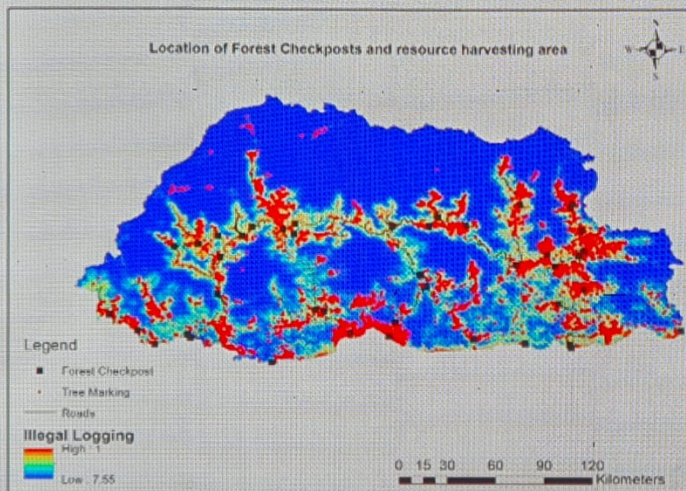 Location of Forest Checkposts and resource harvesting area
N
W E
S
Legend
Forest Checkpost
Tree Marking
Roads
Illegal Logging
High : 1
Low : 7.55
0 15 30 60 90 120
Kilometers